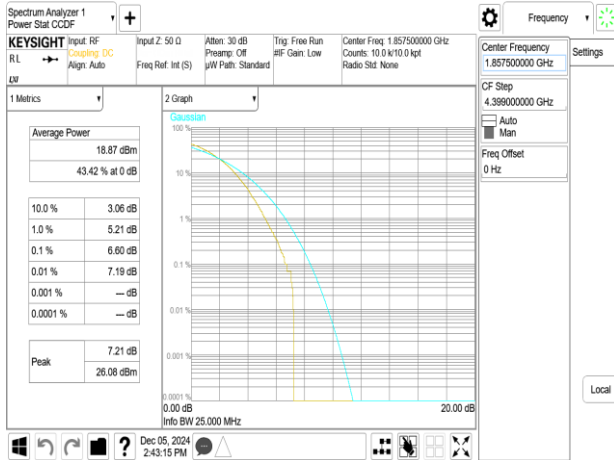 Spectrum Analyzer 1
Power Stat CCDF
Frequency
KEYSIGHT
RL
LXI
Input: RF
Coupling: DC
Align: Auto
Input Z: 50 Ω
Freq Ref: Int (S)
Atten: 30 dB
Preamp: Off
µW Path: Standard
Trig: Free Run
#IF Gain: Low
Center Freq: 1.857500000 GHz
Counts: 10.0 k/10.0 kpt
Radio Std: None
1 Metrics
Average Power
18.87 dBm
43.42 % at 0 dB
10.0 % 3.06 dB
1.0 % 5.21 dB
0.1 % 6.60 dB
0.01 % 7.19 dB
0.001 % --- dB
0.0001 % --- dB
Peak
7.21 dB
26.08 dBm
2 Graph
Gaussian
100 %
10 %
1 %
0.1 %
0.01 %
0.001 %
0.0001 %
0.00 dB 20.00 dB
Info BW 25.000 MHz
Center Frequency
1.857500000 GHz
Settings
CF Step
4.399000000 GHz
Auto
Man
Freq Offset
0 Hz
Local
?
Dec 05, 2024
2:43:15 PM